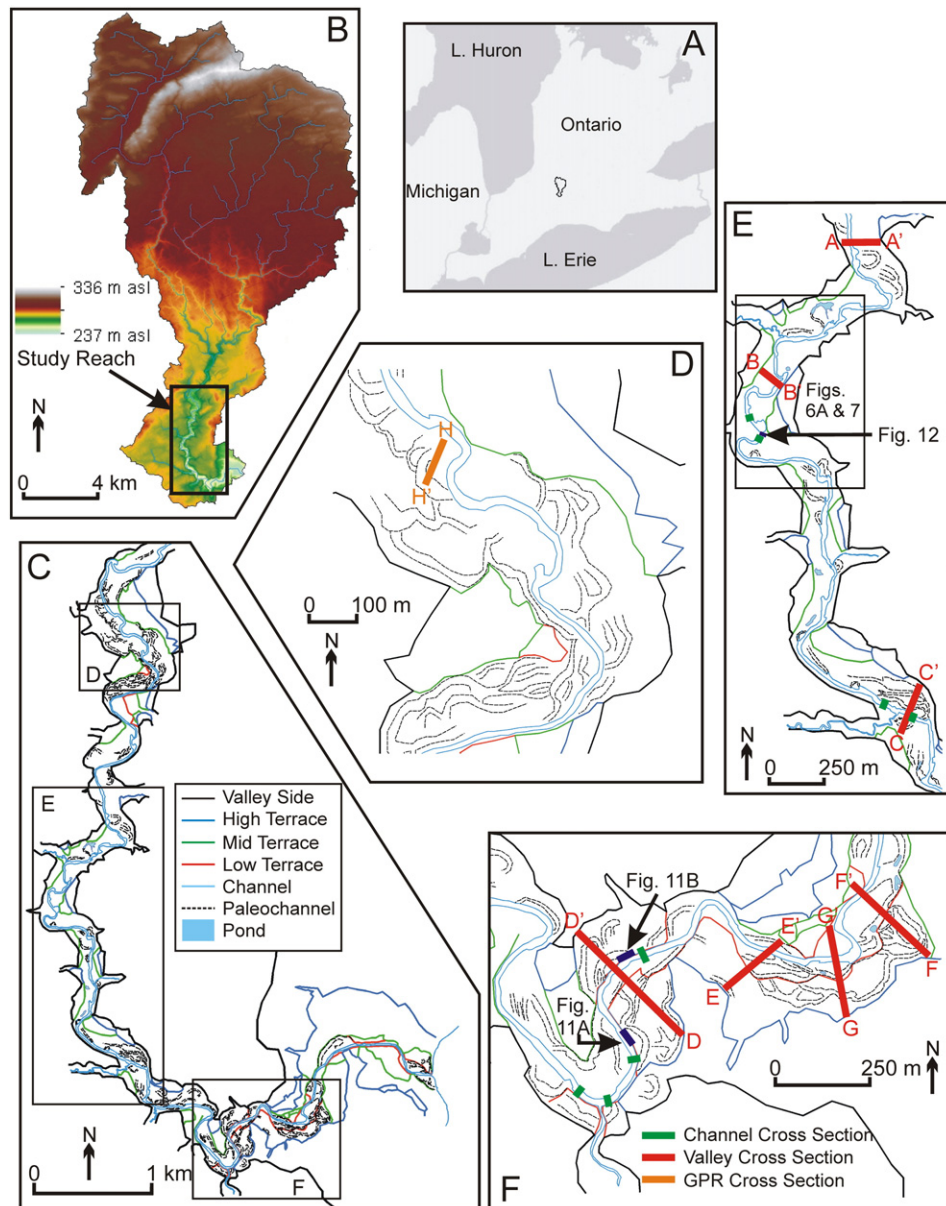 A
L. Huron
Ontario
Michigan
L. Erie
B
336 m asl
237 m asl
Study Reach
N
0 4 km
C
D
E
F
Valley Side
High Terrace
Mid Terrace
Low Terrace
Channel
Paleochannel
Pond
N
0 1 km
D
H
H'
0 100 m
N
E
A A'
B
B'
Figs.
6A & 7
Fig. 12
C'
C
N
0 250 m
F
Fig. 11B
D'
D
Fig.
11A
E'
E
G'
G
F'
F
0 250 m
N
Channel Cross Section
Valley Cross Section
GPR Cross Section